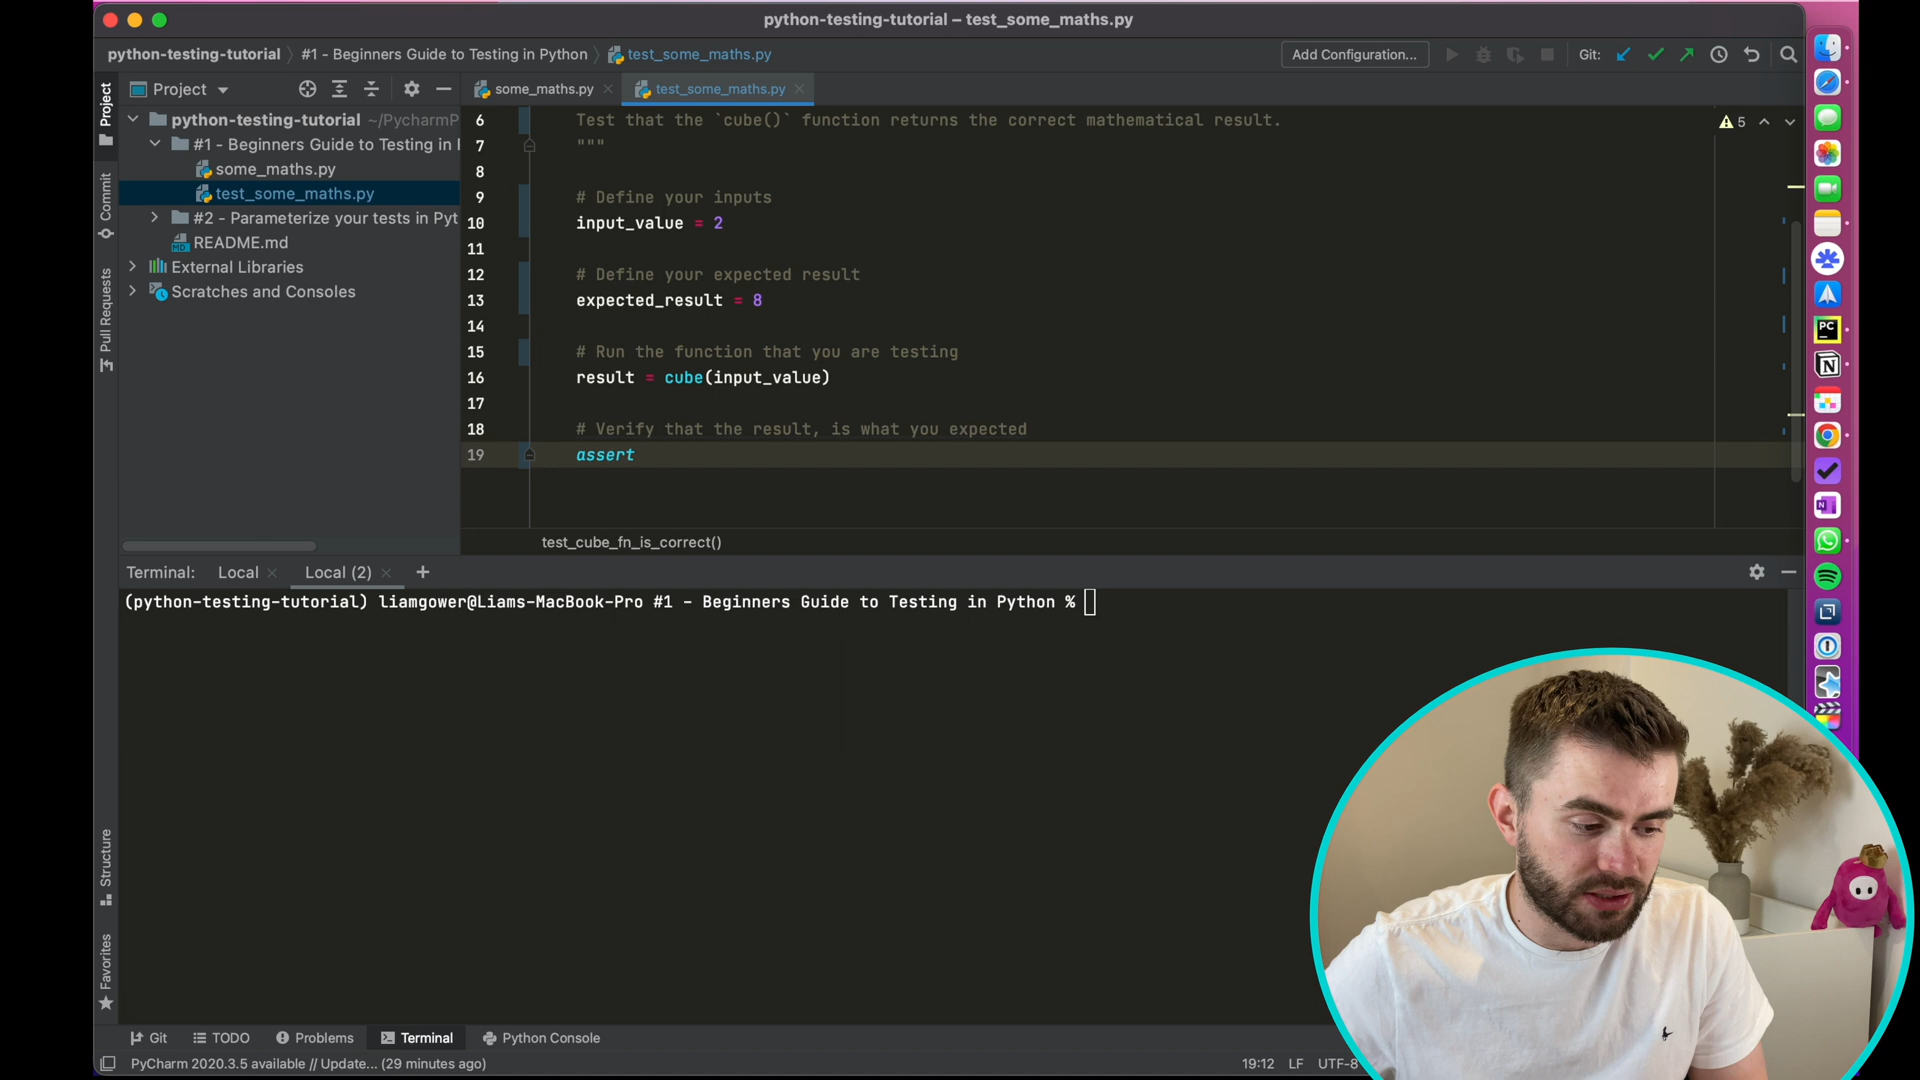 python-testing-tutorial – test_some_maths.py
python-testing-tutorial
#1 - Beginners Guide to Testing in Python
test_some_maths.py
Add Configuration...
Git:
Project
some_maths.py
test_some_maths.py
python-testing-tutorial ~/PycharmP
#1 - Beginners Guide to Testing in
some_maths.py
test_some_maths.py
#2 - Parameterize your tests in Pyt
README.md
External Libraries
Scratches and Consoles
Project
Commit
Pull Requests
Structure
Favorites
6 Test that the `cube()` function returns the correct mathematical result.
7 """
8
9 # Define your inputs
10 input_value = 2
11
12 # Define your expected result
13 expected_result = 8
14
15 # Run the function that you are testing
16 result = cube(input_value)
17
18 # Verify that the result, is what you expected
19 assert
5
test_cube_fn_is_correct()
Terminal: Local Local (2)
(python-testing-tutorial) liamgower@Liams-MacBook-Pro #1 - Beginners Guide to Testing in Python %
PC
N
Git
TODO
Problems
Terminal
Python Console
PyCharm 2020.3.5 available // Update... (29 minutes ago)
19:12 LF UTF-8